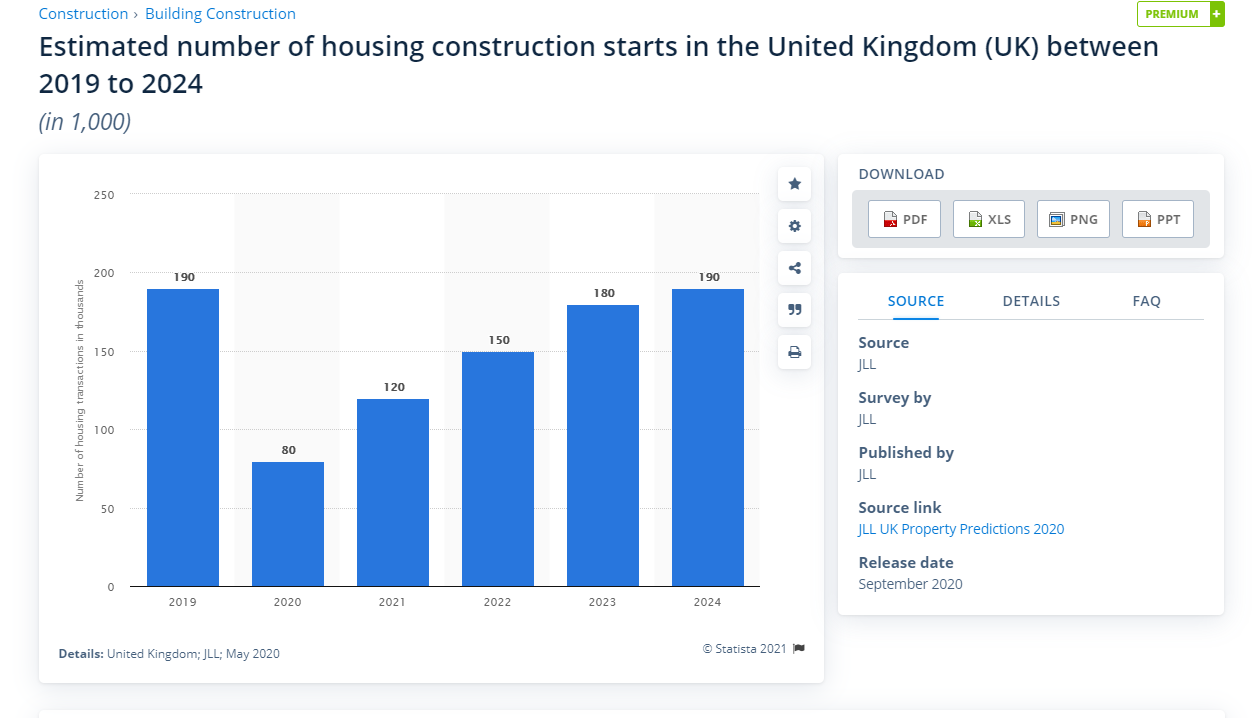 Construction › Building Construction
PREMIUM +
Estimated number of housing construction starts in the United Kingdom (UK) between
2019 to 2024
(in 1,000)
Number of housing transactions in thousands
250
200
150
100
50
0
190
80
120
150
180
190
2019
2020
2021
2022
2023
2024
Details: United Kingdom; JLL; May 2020
© Statista 2021
DOWNLOAD
PDF XLS PNG PPT
SOURCE DETAILS FAQ
Source
JLL
Survey by
JLL
Published by
JLL
Source link
JLL UK Property Predictions 2020
Release date
September 2020